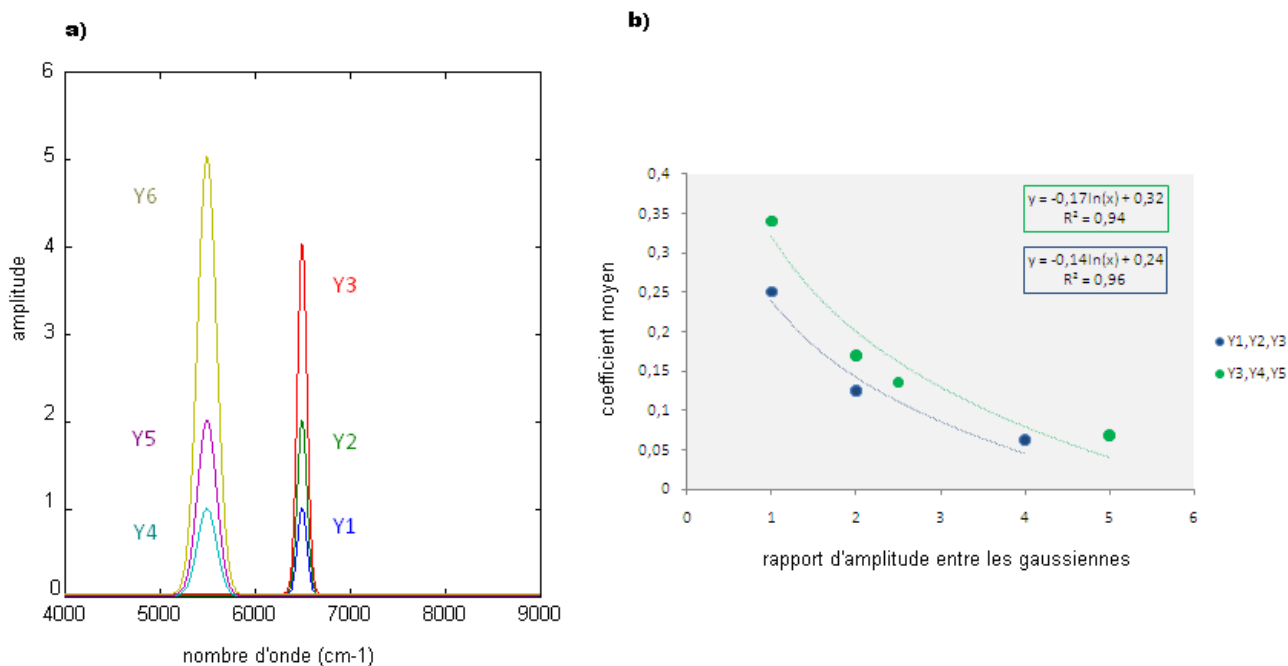 a)
6
5
4
3
2
1
0
amplitude
Y6
Y5
Y4
Y3
Y2
Y1
4000 5000 6000 7000 8000 9000
nombre d'onde (cm-1)
b)
0,4
0,35
0,3
0,25
0,2
0,15
0,1
0,05
0
coefficient moyen
y = -0,17ln(x) + 0,32
R² = 0,94
y = -0,14ln(x) + 0,24
R² = 0,96
Y1,Y2,Y3
Y3,Y4,Y5
0 1 2 3 4 5 6
rapport d'amplitude entre les gaussiennes